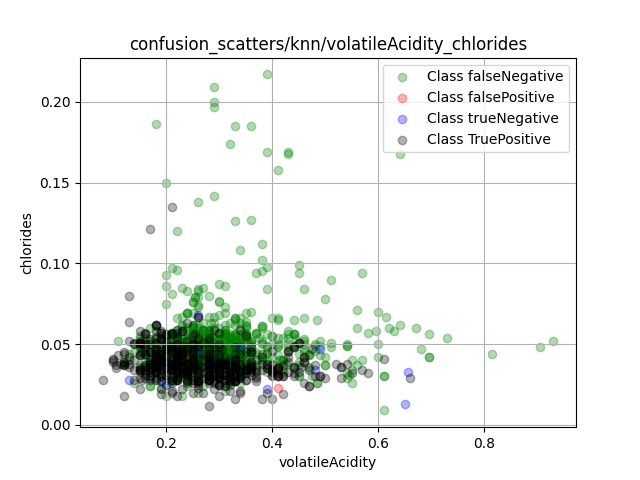 confusion_scatters/knn/volatileAcidity_chlorides
Class falseNegative
Class falsePositive
Class trueNegative
Class TruePositive
0.20
0.15
0.10
0.05
0.00
chlorides
0.2 0.4 0.6 0.8
volatileAcidity